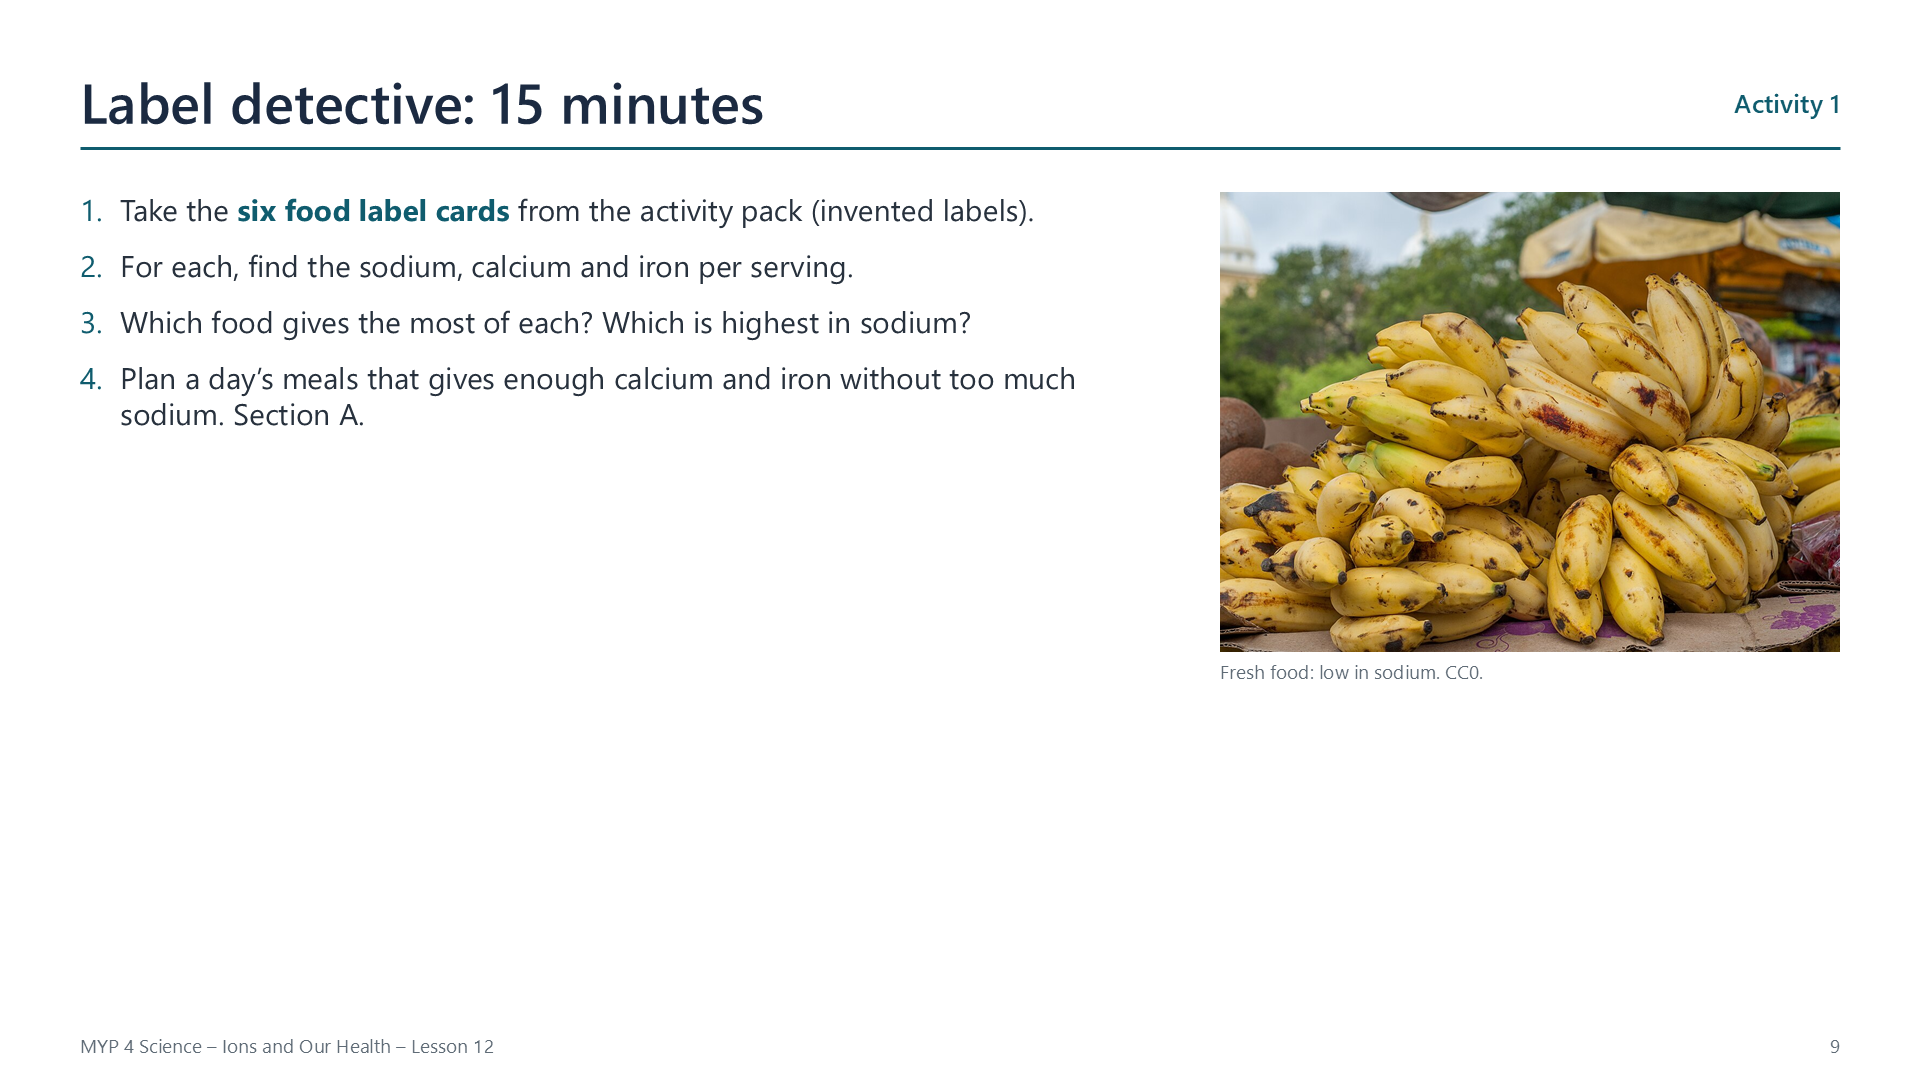 Label detective: 15 minutes
Activity 1
1. Take the six food label cards from the activity pack (invented labels).
2. For each, find the sodium, calcium and iron per serving.
3. Which food gives the most of each? Which is highest in sodium?
4. Plan a day’s meals that gives enough calcium and iron without too much
sodium. Section A.
Fresh food: low in sodium. CC0.
MYP 4 Science – Ions and Our Health – Lesson 12
9